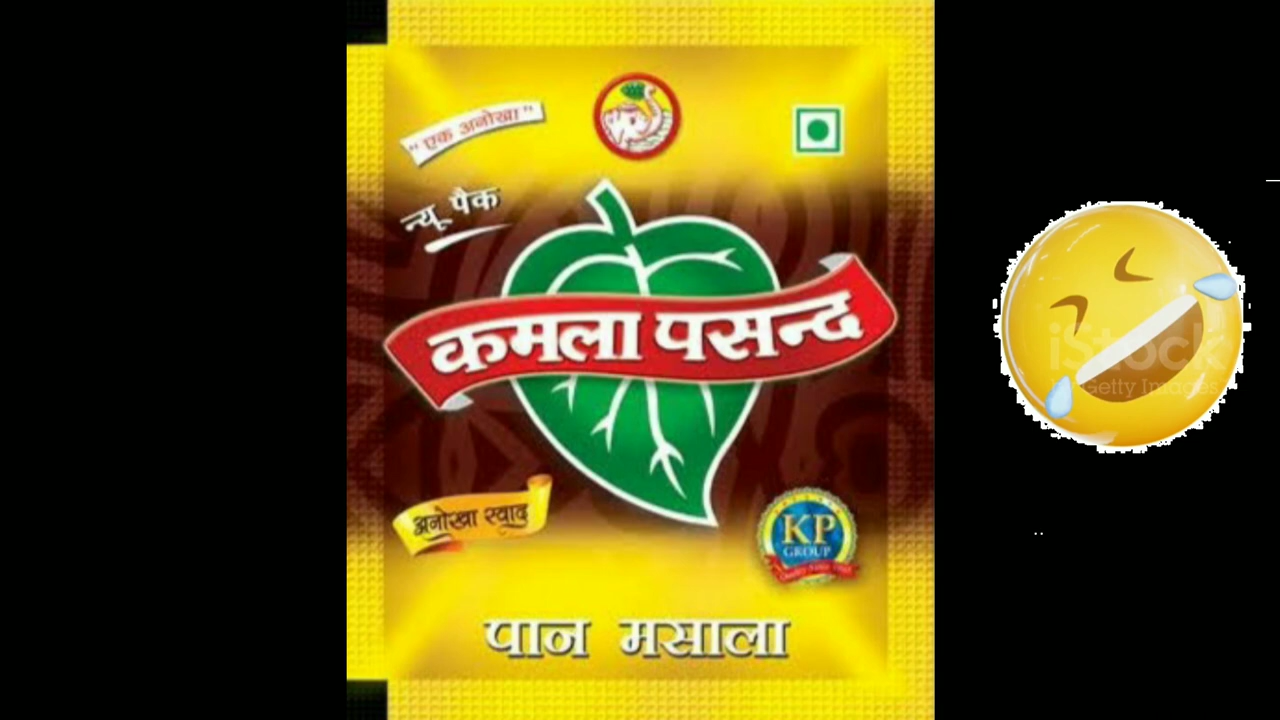 "एक अनोखा"
न्यू पैक
कमला पसन्द
अनोखा स्वाद
KP
GROUP
पान मसाला
iStock
Getty Images